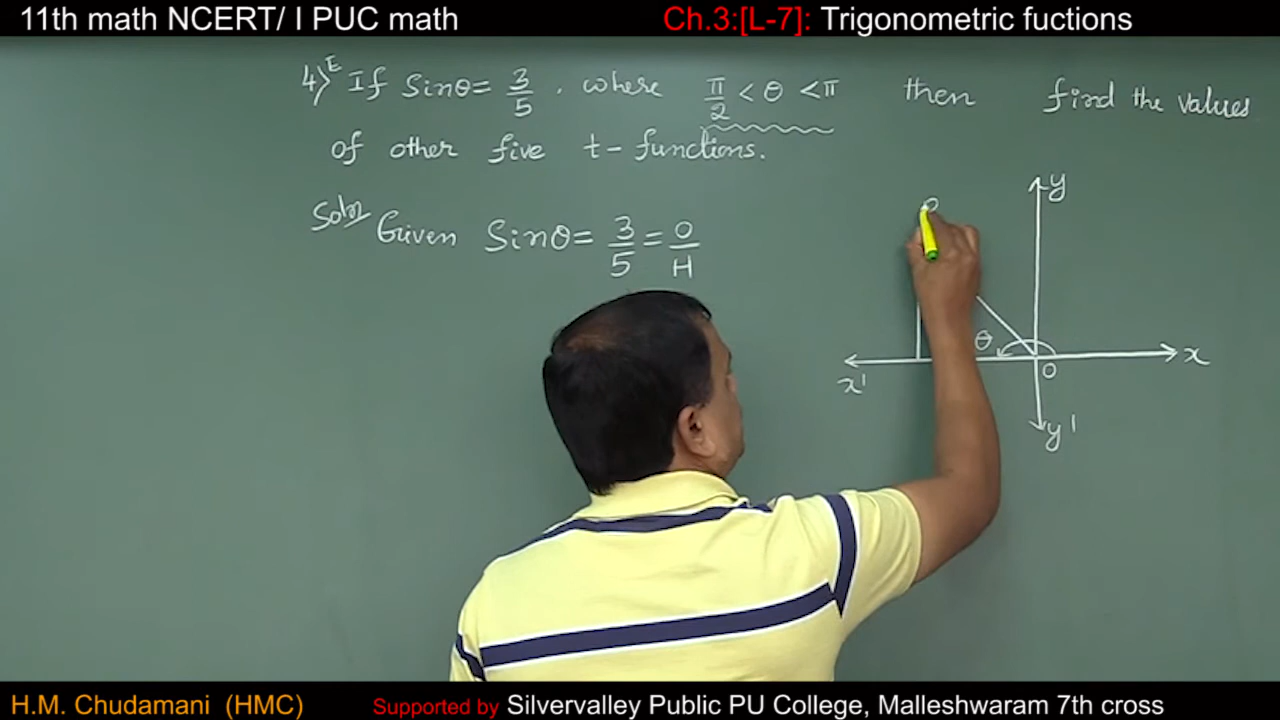 11th math NCERT/ I PUC math
Ch.3:[L-7]: Trigonometric fuctions
4)E If Sinθ= 3/5 . where π/2 < θ < π then find the values
of other five t-functions.
Soln Given Sinθ= 3/5 = O/H
y
θ
x
x'
O
y'
H.M. Chudamani (HMC)
Supported by Silvervalley Public PU College, Malleshwaram 7th cross